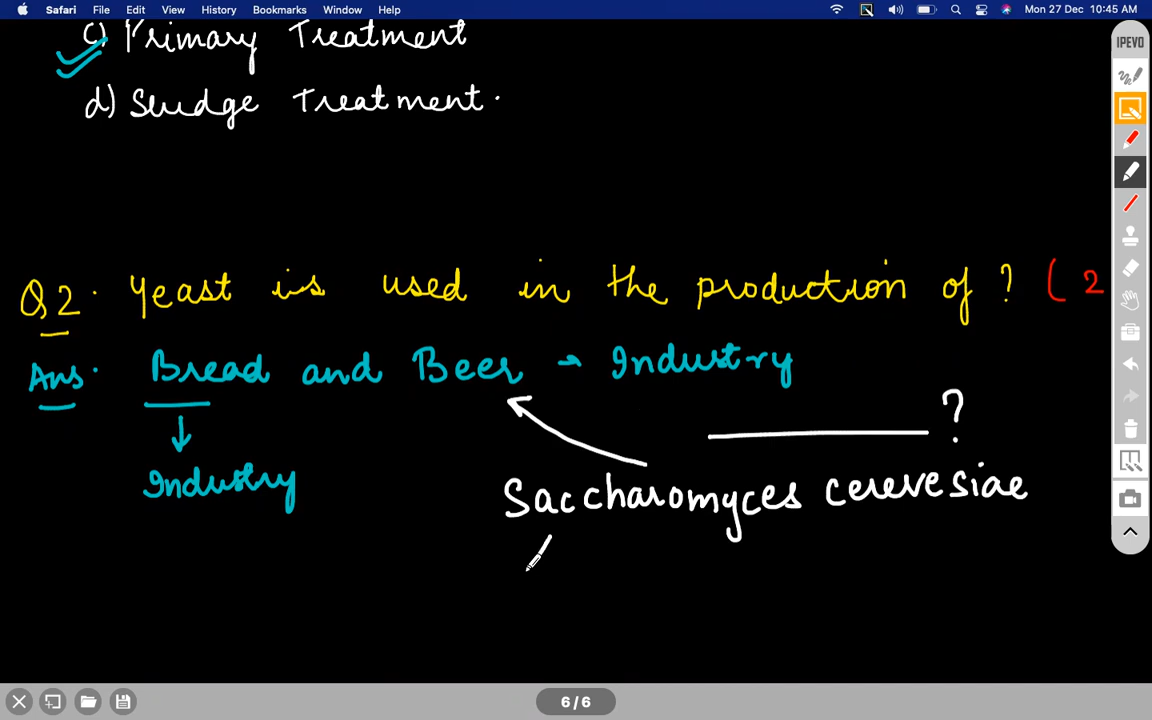 Safari File Edit View History Bookmarks Window Help Mon 27 Dec 10:45 AM
IPEVO
c) Primary Treatment
d) Sludge Treatment.
Q2. Yeast is used in the production of ? ( 2
Ans. Bread and Beer - Industry
?
Industry
Saccharomyces cerevesiae
6/6